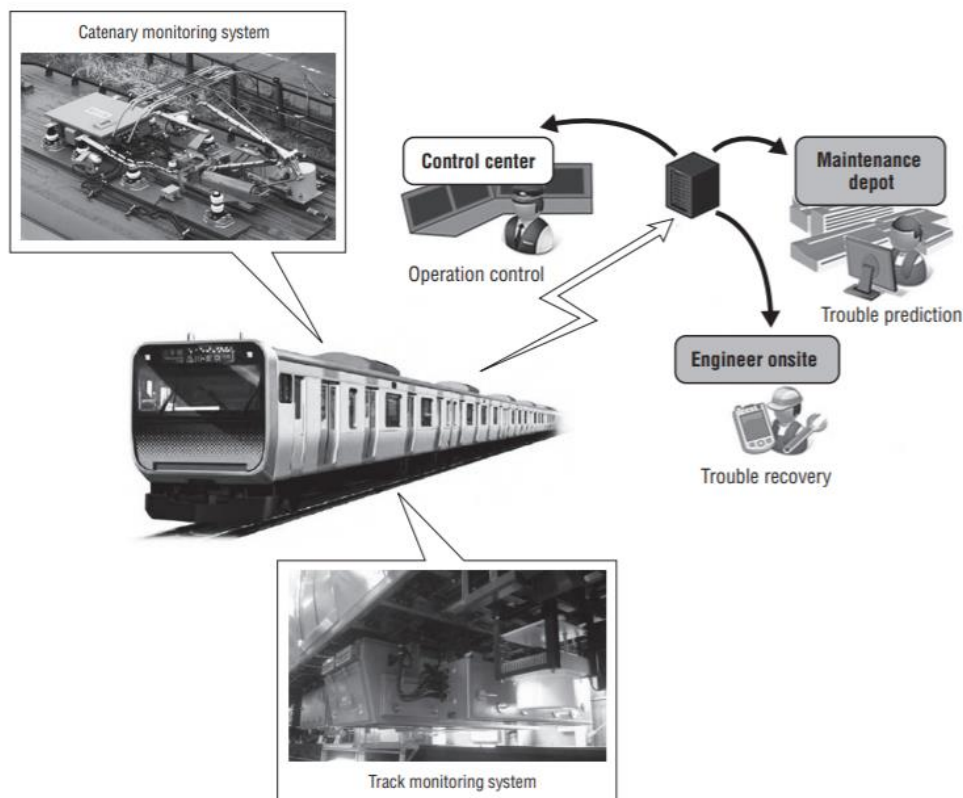 Catenary monitoring system
Control center
Operation control
Maintenance
depot
Trouble prediction
Engineer onsite
Trouble recovery
Track monitoring system